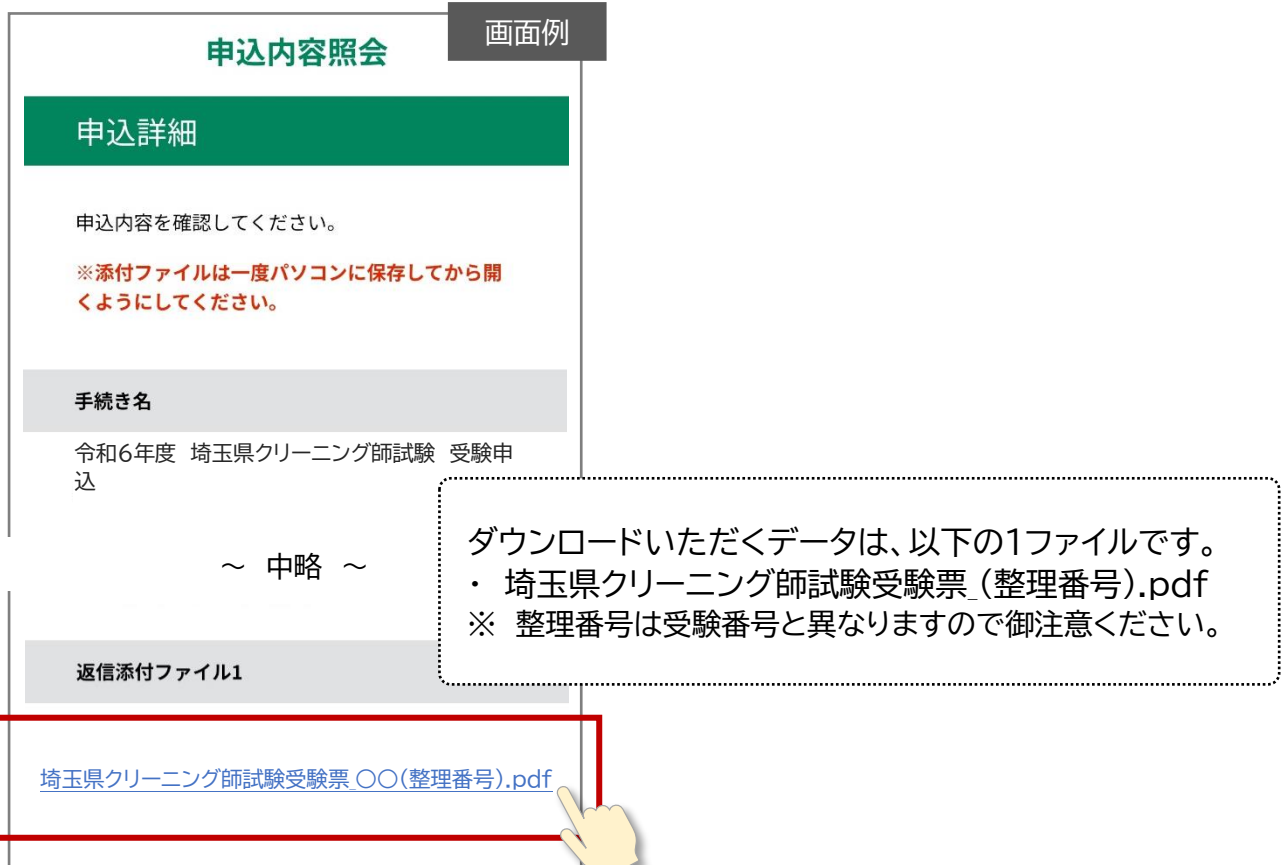 画面例
申込内容照会
申込詳細
申込内容を確認してください。
※添付ファイルは一度パソコンに保存してから開
くようにしてください。
手続き名
令和6年度 埼玉県クリーニング師試験 受験申
込
～ 中略 ～
ダウンロードいただくデータは、以下の1ファイルです。
・ 埼玉県クリーニング師試験受験票_(整理番号).pdf
※ 整理番号は受験番号と異なりますので御注意ください。
返信添付ファイル1
埼玉県クリーニング師試験受験票_〇〇(整理番号).pdf